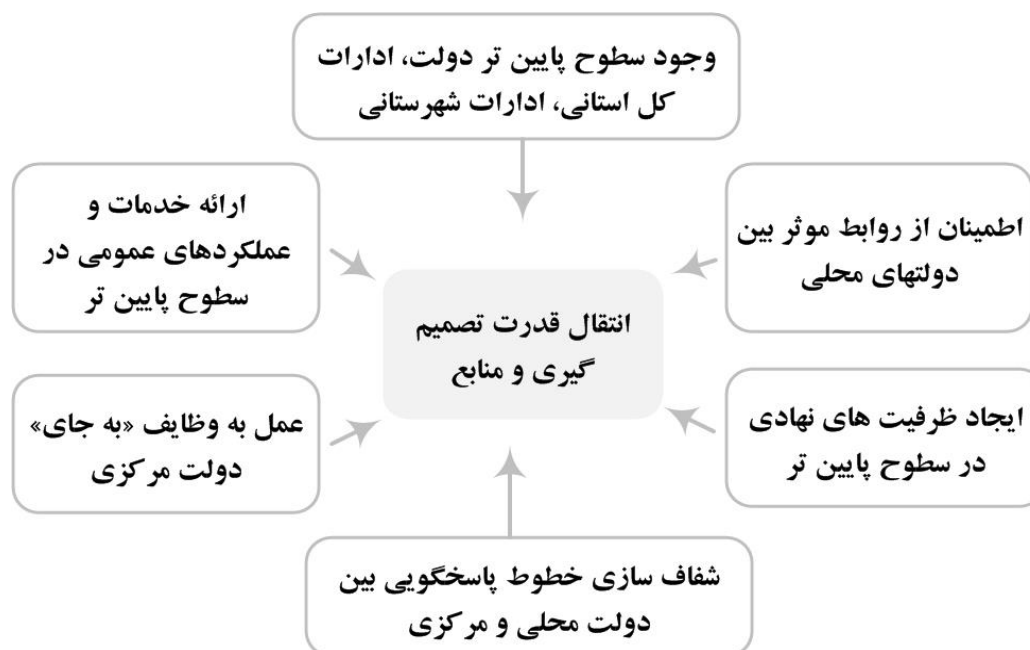 وجود سطوح پایین تر دولت، ادارات
کل استانی، ادارات شهرستانی
اطمینان از روابط موثر بین
دولتهای محلی
ارائه خدمات و
عملکردهای عمومی در
سطوح پایین تر
انتقال قدرت تصمیم
گیری و منابع
ایجاد ظرفیت های نهادی
در سطوح پایین تر
عمل به وظایف «به جای»
دولت مرکزی
شفاف سازی خطوط پاسخگویی بین
دولت محلی و مرکزی